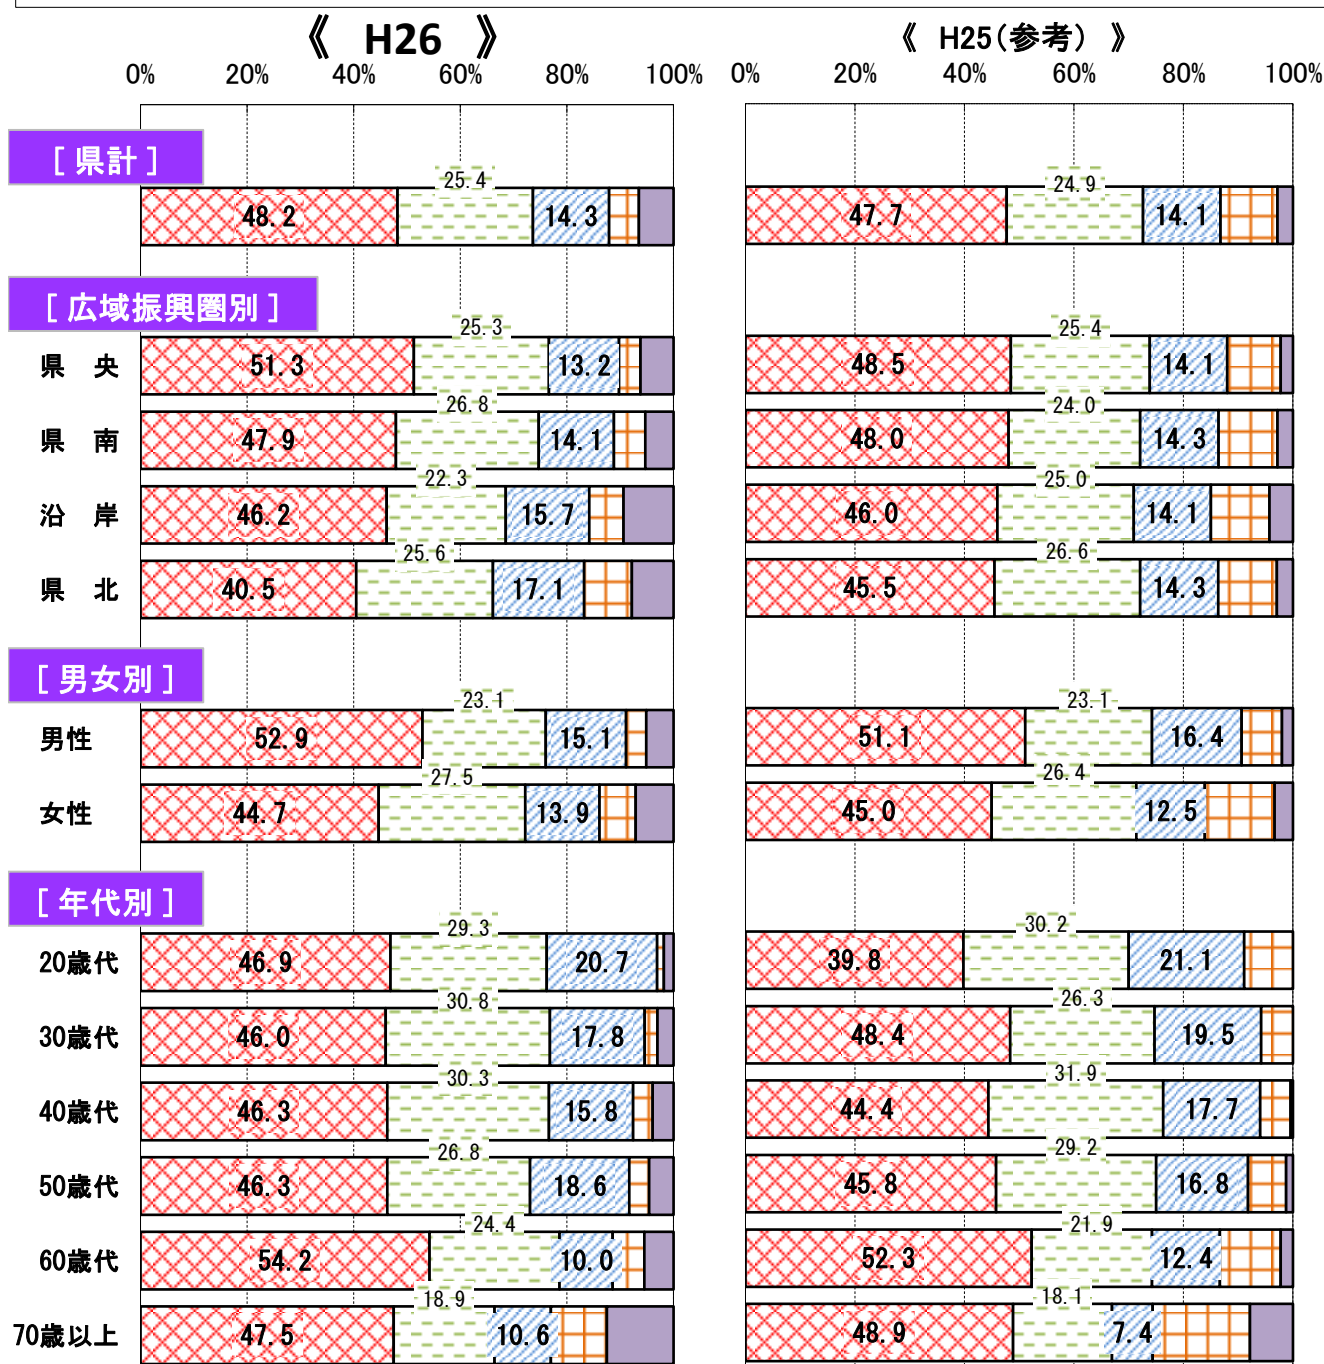 《 H26 》
《 H25(参考) 》
0% 20% 40% 60% 80% 100%
0% 20% 40% 60% 80% 100%
[ 県計 ]
25.4
24.9
48.2 14.3
47.7 14.1
[ 広域振興圏別 ]
25.3
25.4
県 央 51.3 13.2
48.5 14.1
26.8
24.0
県 南 47.9 14.1
48.0 14.3
22.3
25.0
沿 岸 46.2 15.7
46.0 14.1
25.6
26.6
県 北 40.5 17.1
45.5 14.3
[ 男女別 ]
23.1
23.1
男性 52.9 15.1
51.1 16.4
27.5
26.4
女性 44.7 13.9
45.0 12.5
[ 年代別 ]
29.3
30.2
20歳代 46.9 20.7
39.8 21.1
30.8
26.3
30歳代 46.0 17.8
48.4 19.5
30.3
31.9
40歳代 46.3 15.8
44.4 17.7
26.8
29.2
50歳代 46.3 18.6
45.8 16.8
24.4
21.9
60歳代 54.2 10.0
52.3 12.4
18.9
18.1
70歳以上 47.5 10.6
48.9 7.4